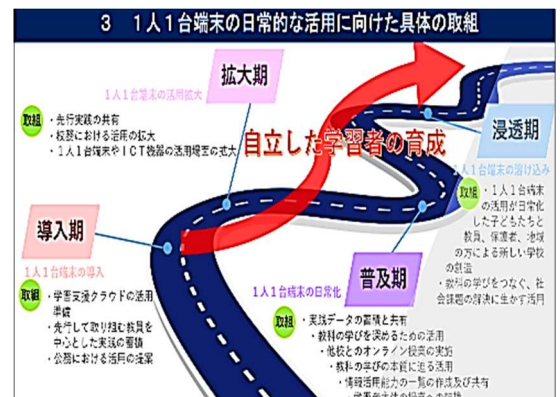 3 1人1台端末の日常的な活用に向けた具体の取組
拡大期
1人1台端末の活用拡大
取組
・先行実践の共有
・校務における活用の拡大
・1人1台端末やICT機器の活用場面の拡大
自立した学習者の育成
浸透期
1人1台端末の溶け込み
取組
・1人1台端末
の活用が日常化
した子どもたちと
教員、保護者、地域
の方による新しい学校
の創造
・教科の学びをつなぐ、社
会課題の解決に生かす活用
導入期
1人1台端末の導入
取組
・学習支援クラウドの活用
準備
・先行して取り組む教員を
中心とした実践の蓄積
・公務における活用の提案
普及期
1人1台端末の日常化
取組
・実践データの蓄積と共有
・教科の学びを深めるための活用
・他校とのオンライン授業の実施
・教科の学びの本質に迫る活用
・情報活用能力の一覧の作成及び共有